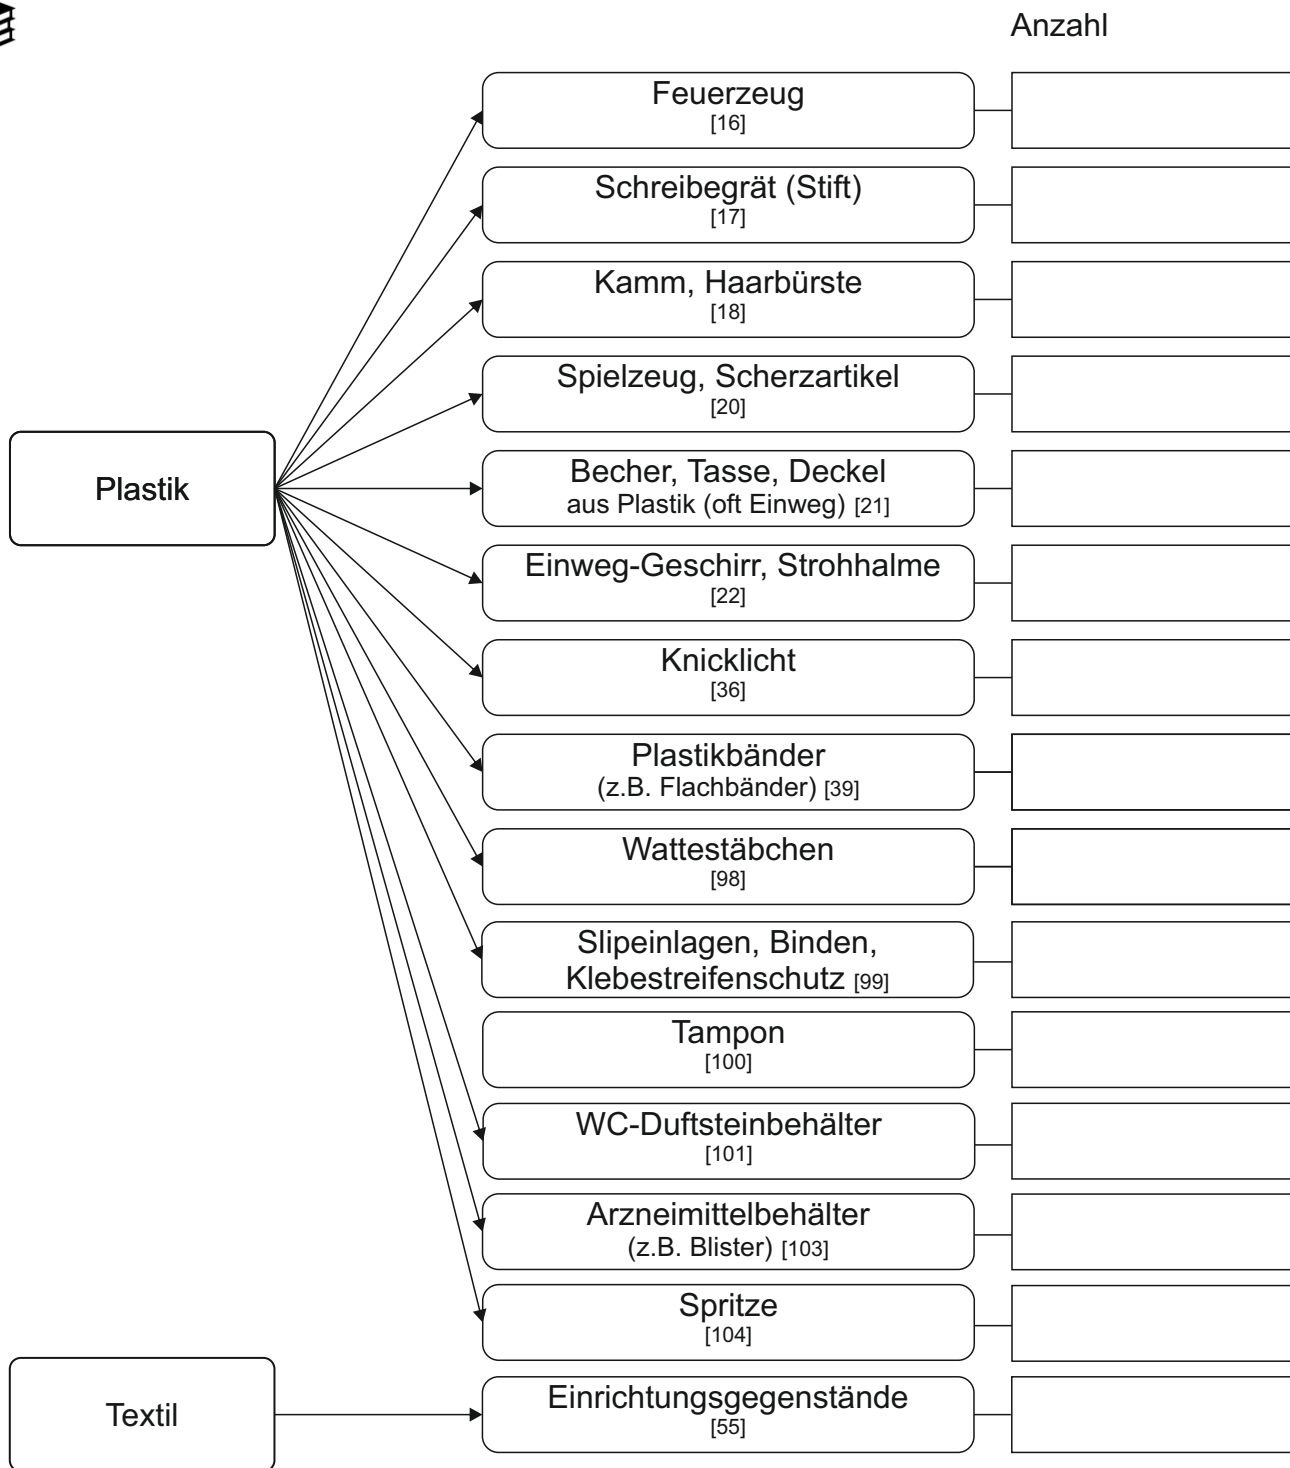 Anzahl
Feuerzeug
[16]
Schreibegrät (Stift)
[17]
Kamm, Haarbürste
[18]
Spielzeug, Scherzartikel
[20]
Plastik
Becher, Tasse, Deckel
aus Plastik (oft Einweg) [21]
Einweg-Geschirr, Strohhalme
[22]
Knicklicht
[36]
Plastikbänder
(z.B. Flachbänder) [39]
Wattestäbchen
[98]
Slipeinlagen, Binden,
Klebestreifenschutz [99]
Tampon
[100]
WC-Duftsteinbehälter
[101]
Arzneimittelbehälter
(z.B. Blister) [103]
Spritze
[104]
Textil
Einrichtungsgegenstände
[55]